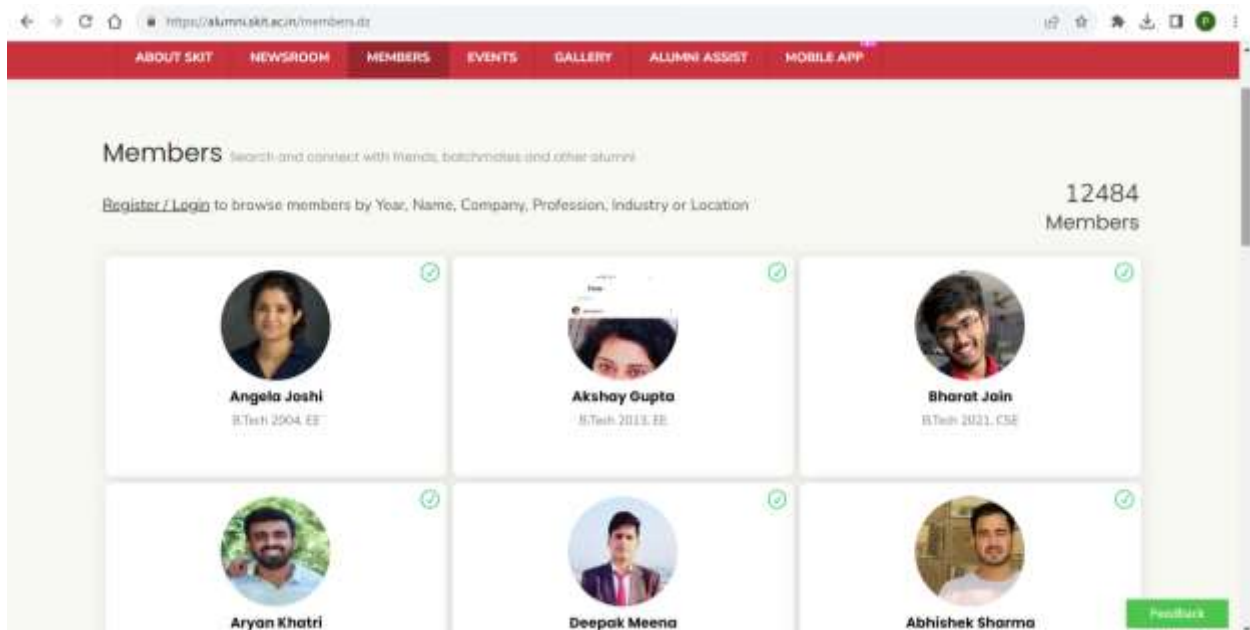 https://alumni.skit.ac.in/members.dz
P
ABOUT SKIT NEWSROOM MEMBERS EVENTS GALLERY ALUMNI ASSIST MOBILE APP
Members Search and connect with friends, batchmates and other alumni
12484
Register / Login to browse members by Year, Name, Company, Profession, Industry or Location
Members
Angela Joshi Akshay Gupta Bharat Jain
B.Tech 2004, EE B.Tech 2013, EE B.Tech 2021, CSE
Aryan Khatri Deepak Meena Abhishek Sharma
Feedback